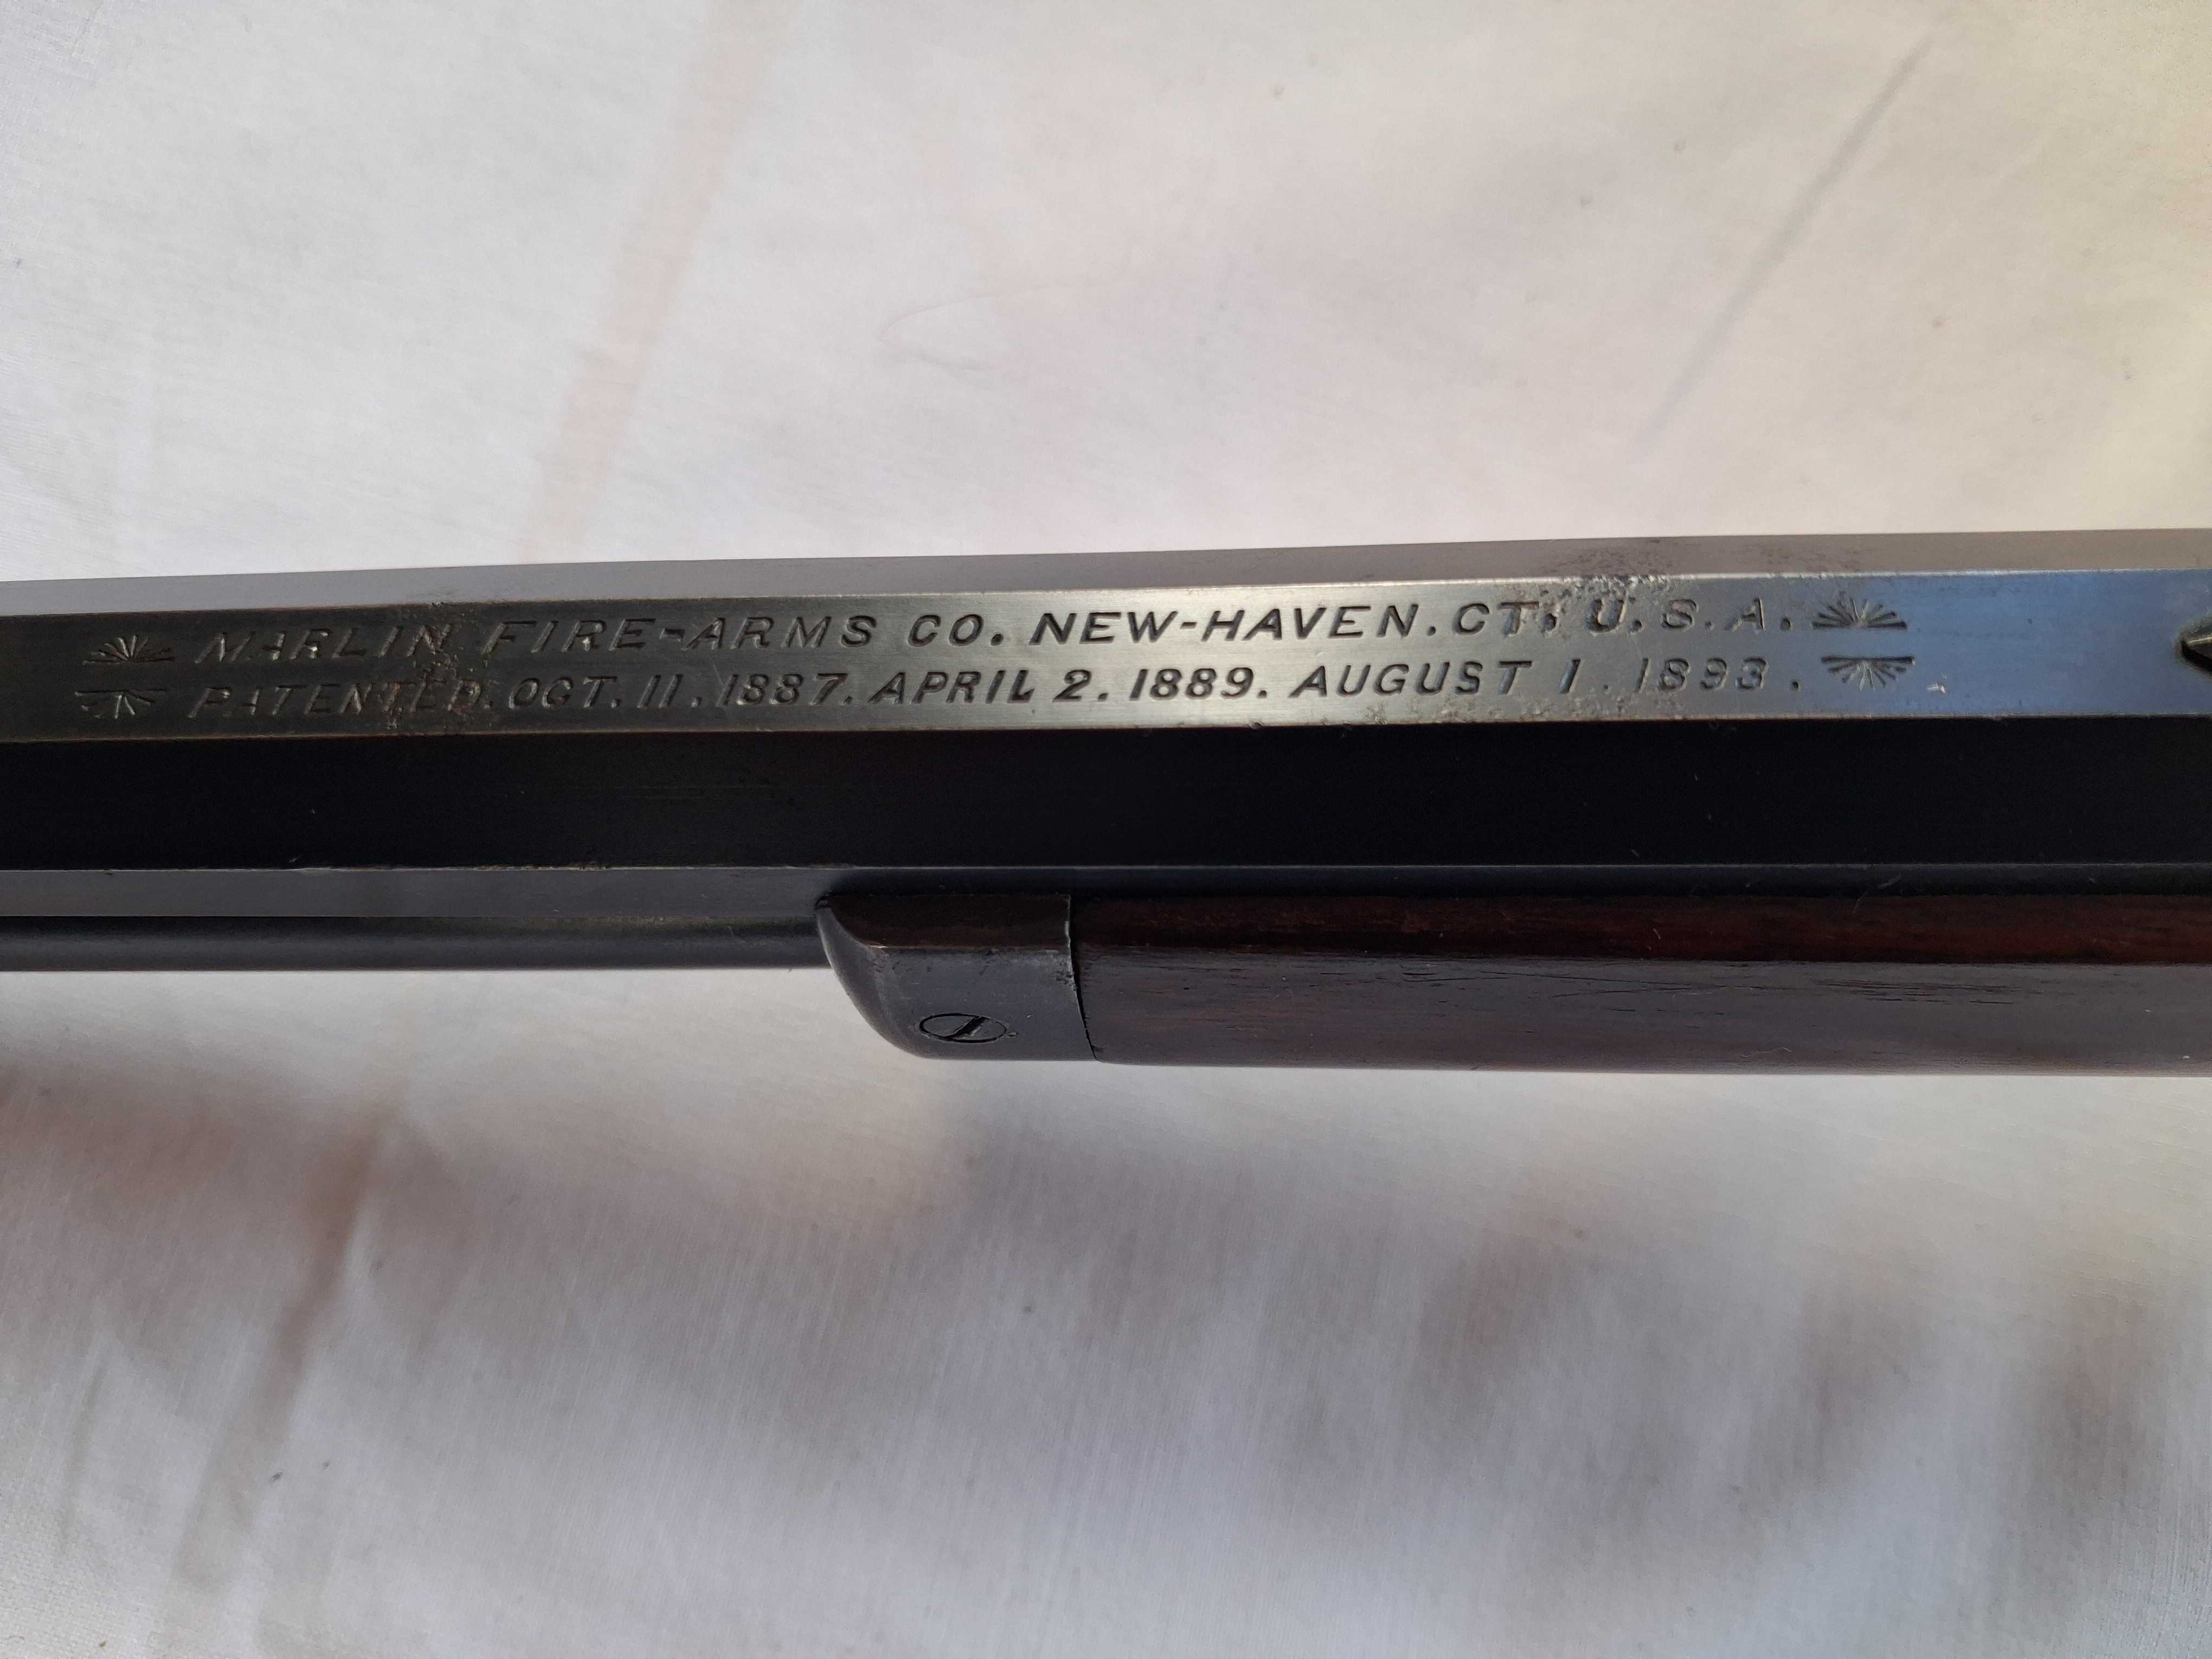 MARLIN FIRE-ARMS CO. NEW-HAVEN. CT. U.S.A.
PATENTED. OCT. 11. 1887. APRIL 2. 1889. AUGUST 1. 1893.